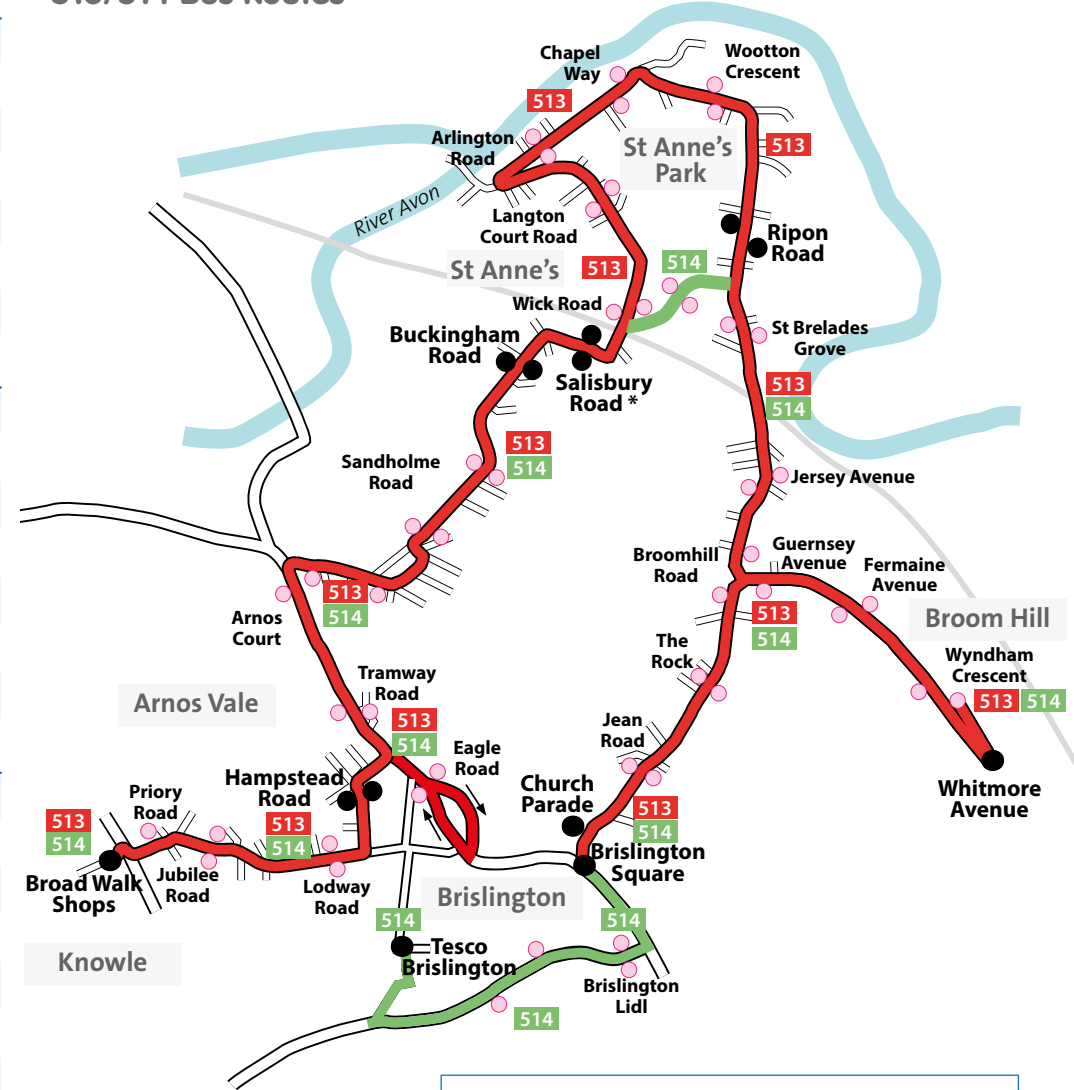 Chapel
Way
Wootton
Crescent
513
Arlington
Road
St Anne's
Park
513
River Avon
Langton
Court Road
Ripon
Road
St Anne's
513
514
Wick Road
Buckingham
Road
St Brelades
Grove
Salisbury
Road *
513
514
513
514
Sandholme
Road
Jersey Avenue
Broomhill
Road
Guernsey
Avenue
Fermaine
Avenue
Arnos
Court
513
514
513
514
Broom Hill
The
Rock
Wyndham
Crescent
513 514
Tramway
Road
Arnos Vale
513
514
Jean
Road
Eagle
Road
Whitmore
Avenue
Hampstead
Road
Church
Parade
Priory
Road
513
514
513
514
513
514
Brislington
Square
Broad Walk
Shops
Jubilee
Road
Lodway
Road
Brislington
514
514
Knowle
Tesco
Brislington
Brislington
Lidl
514